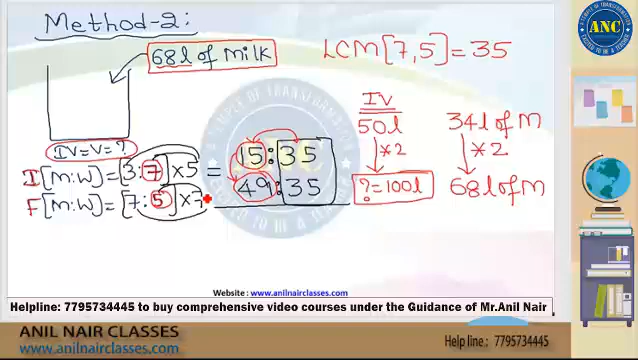 Method-2:
68l of milk
LCM[7,5]=35
IV=V=?
I[M:W]=[3:7]×5 = 15:35
F[M:W]=[7:5]×7 49:35
IV
50l
*2
?=100l
34l of M
*2
68l of M
A TEMPLE OF TRANSFORMATION
ANC
Website : www.anilnairclasses.com
Helpline: 7795734445 to buy comprehensive video courses under the Guidance of Mr.Anil Nair
ANIL NAIR CLASSES
www.anilnairclasses.com
Help line : 7795734445